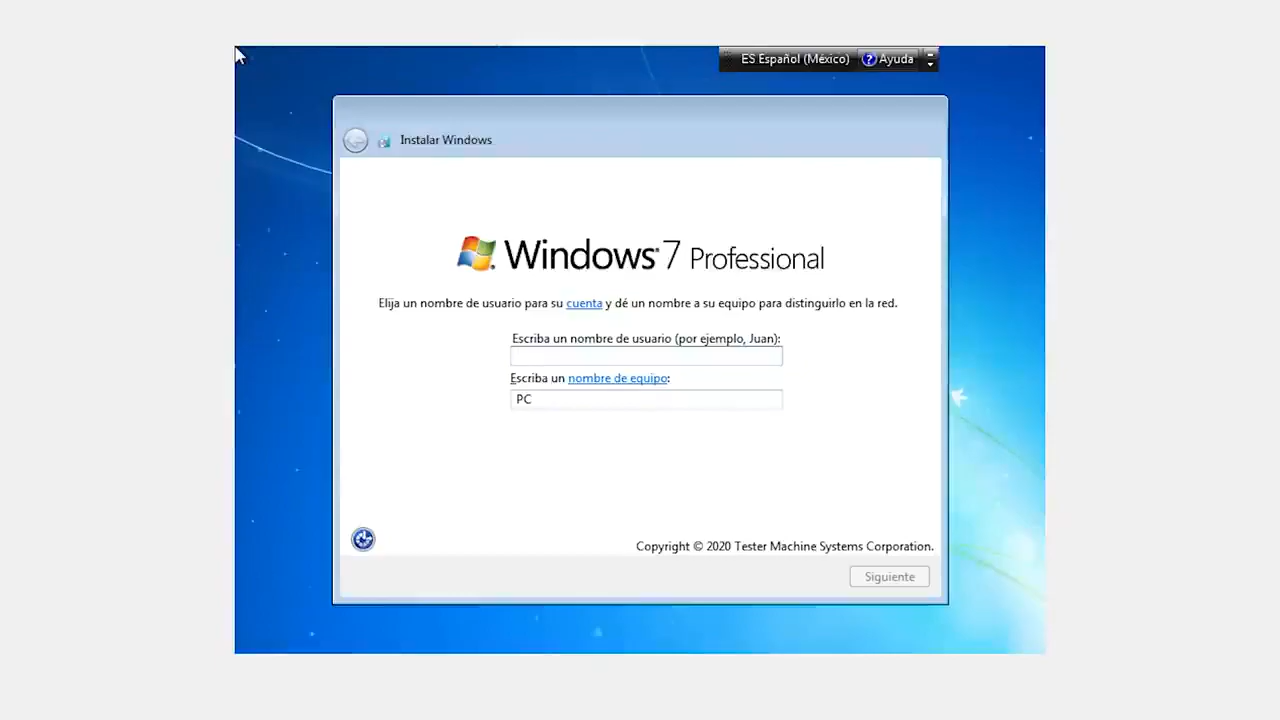 ES Español (México) ? Ayuda
Instalar Windows
Windows® 7 Professional
Elija un nombre de usuario para su cuenta y dé un nombre a su equipo para distinguirlo en la red.
Escriba un nombre de usuario (por ejemplo, Juan):
Escriba un nombre de equipo:
PC
Copyright © 2020 Tester Machine Systems Corporation.
Siguiente